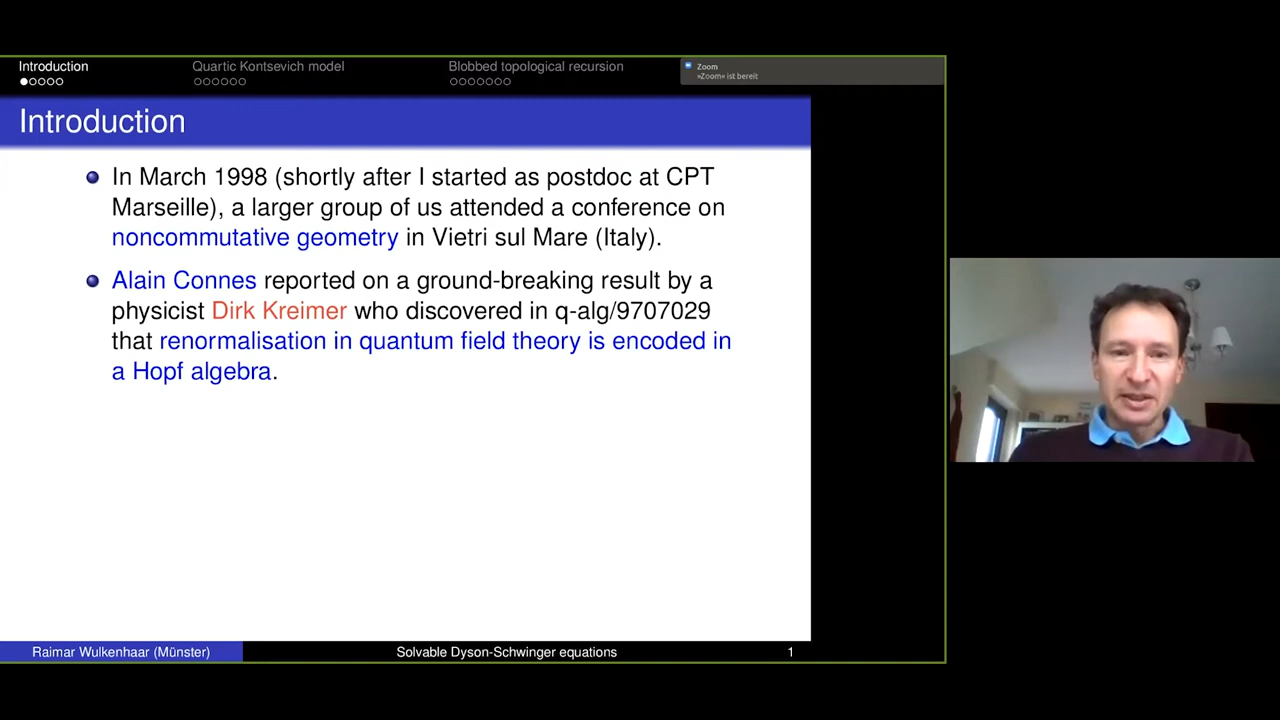 Introduction
Quartic Kontsevich model
Blobbed topological recursion
Zoom
»Zoom« ist bereit
Introduction
In March 1998 (shortly after I started as postdoc at CPT
Marseille), a larger group of us attended a conference on
noncommutative geometry in Vietri sul Mare (Italy).
Alain Connes reported on a ground-breaking result by a
physicist Dirk Kreimer who discovered in q-alg/9707029
that renormalisation in quantum field theory is encoded in
a Hopf algebra.
Raimar Wulkenhaar (Münster)
Solvable Dyson-Schwinger equations
1